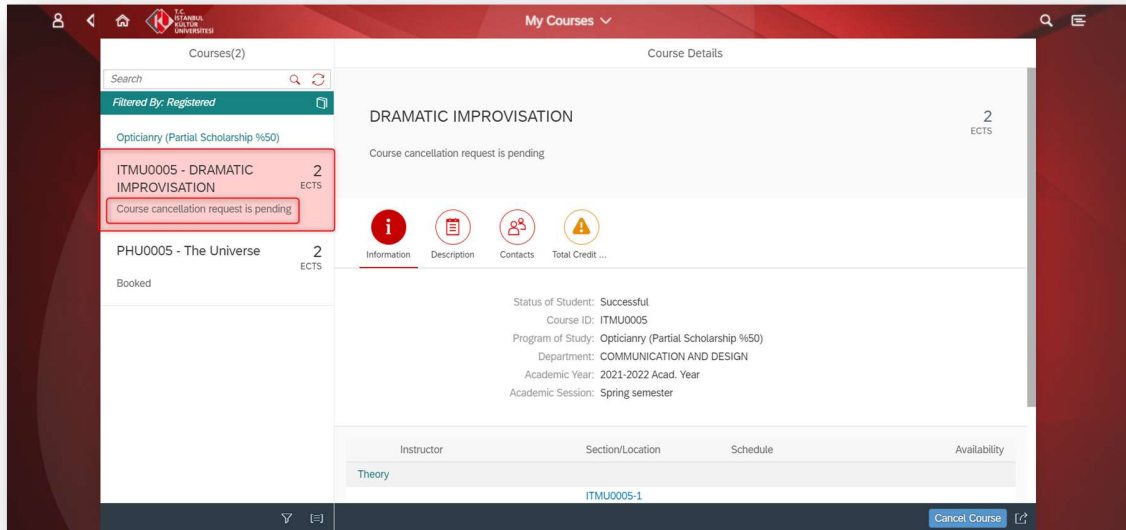 T.C.
İSTANBUL
KÜLTÜR
ÜNİVERSİTESİ
My Courses
Courses(2)
Course Details
Search
Filtered By: Registered
Opticianry (Partial Scholarship %50)
ITMU0005 - DRAMATIC
IMPROVISATION
2
ECTS
Course cancellation request is pending
PHU0005 - The Universe
2
ECTS
Booked
DRAMATIC IMPROVISATION
2
ECTS
Course cancellation request is pending
Information
Description
Contacts
Total Credit ...
Status of Student: Successful
Course ID: ITMU0005
Program of Study: Opticianry (Partial Scholarship %50)
Department: COMMUNICATION AND DESIGN
Academic Year: 2021-2022 Acad. Year
Academic Session: Spring semester
Instructor Section/Location Schedule Availability
Theory
ITMU0005-1
Cancel Course